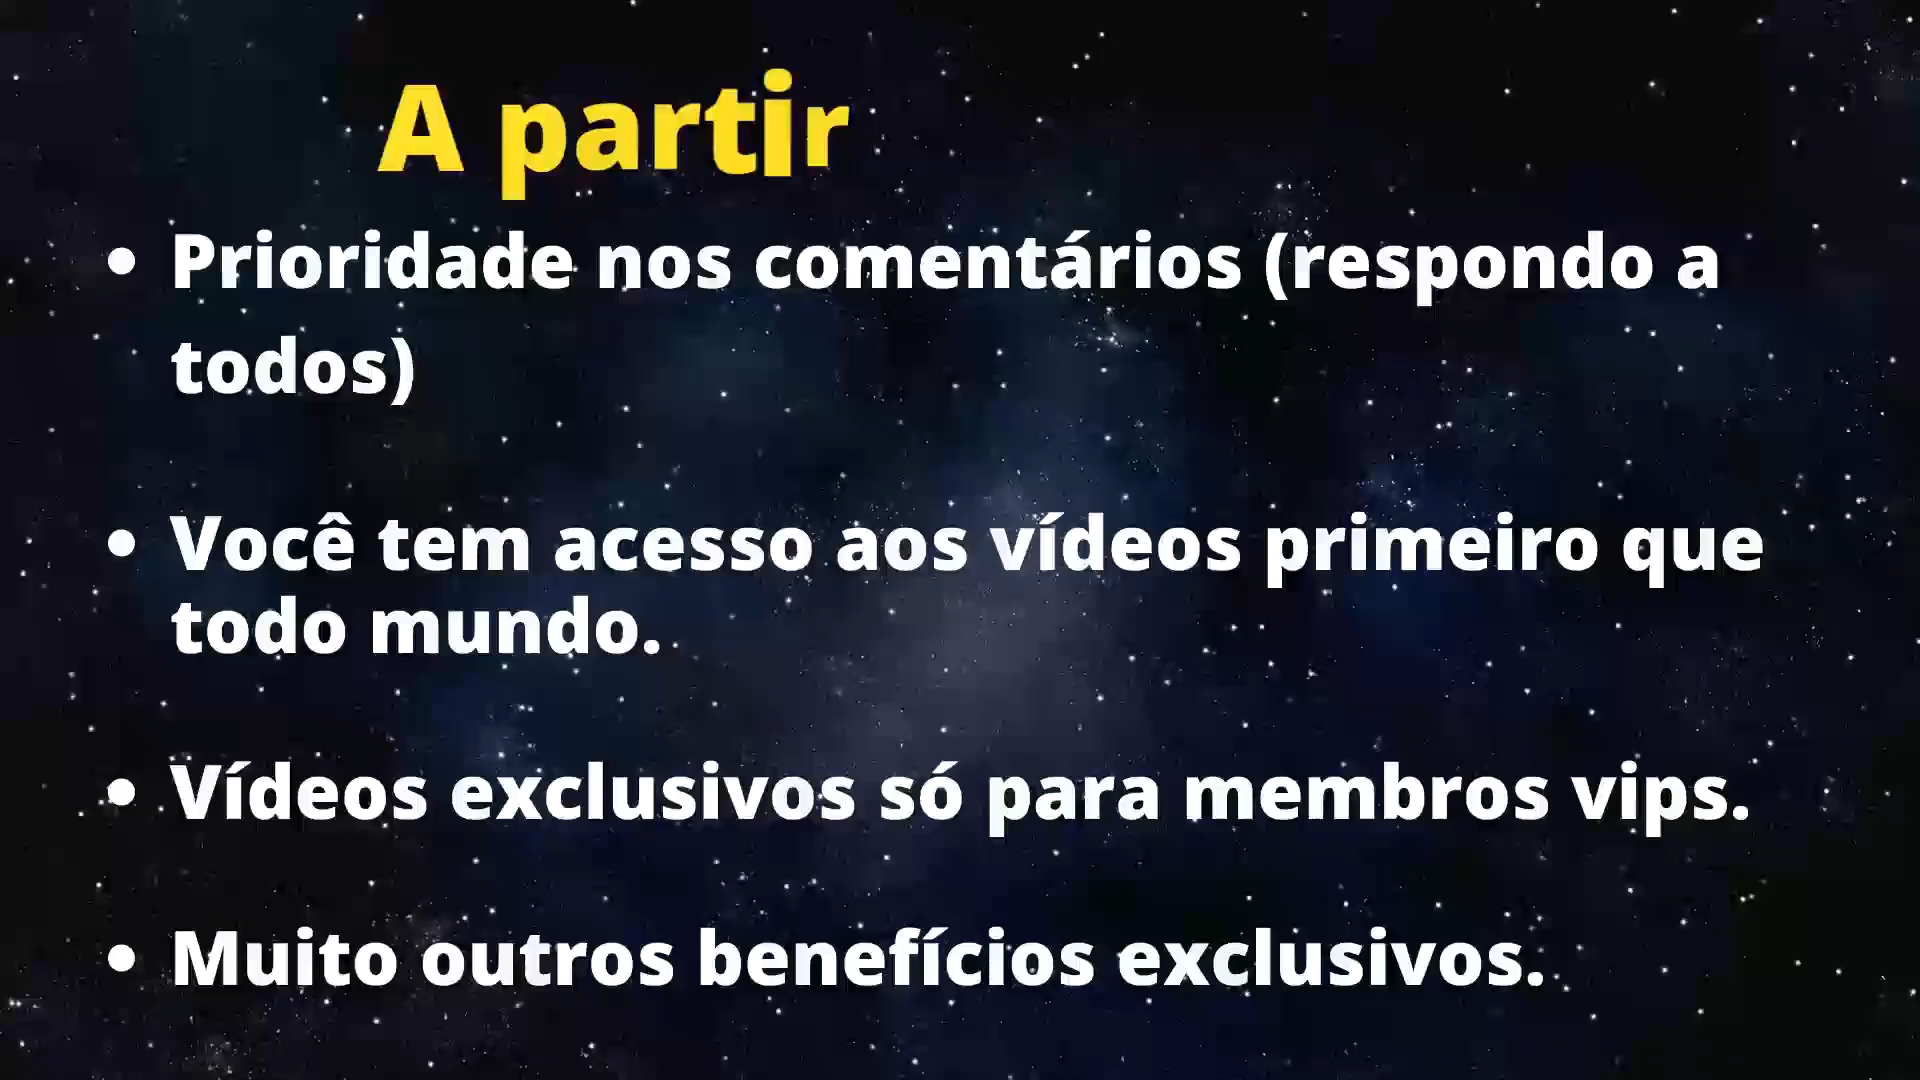 A partir
• Prioridade nos comentários (respondo a
todos)
• Você tem acesso aos vídeos primeiro que
todo mundo.
• Vídeos exclusivos só para membros vips.
• Muito outros benefícios exclusivos.